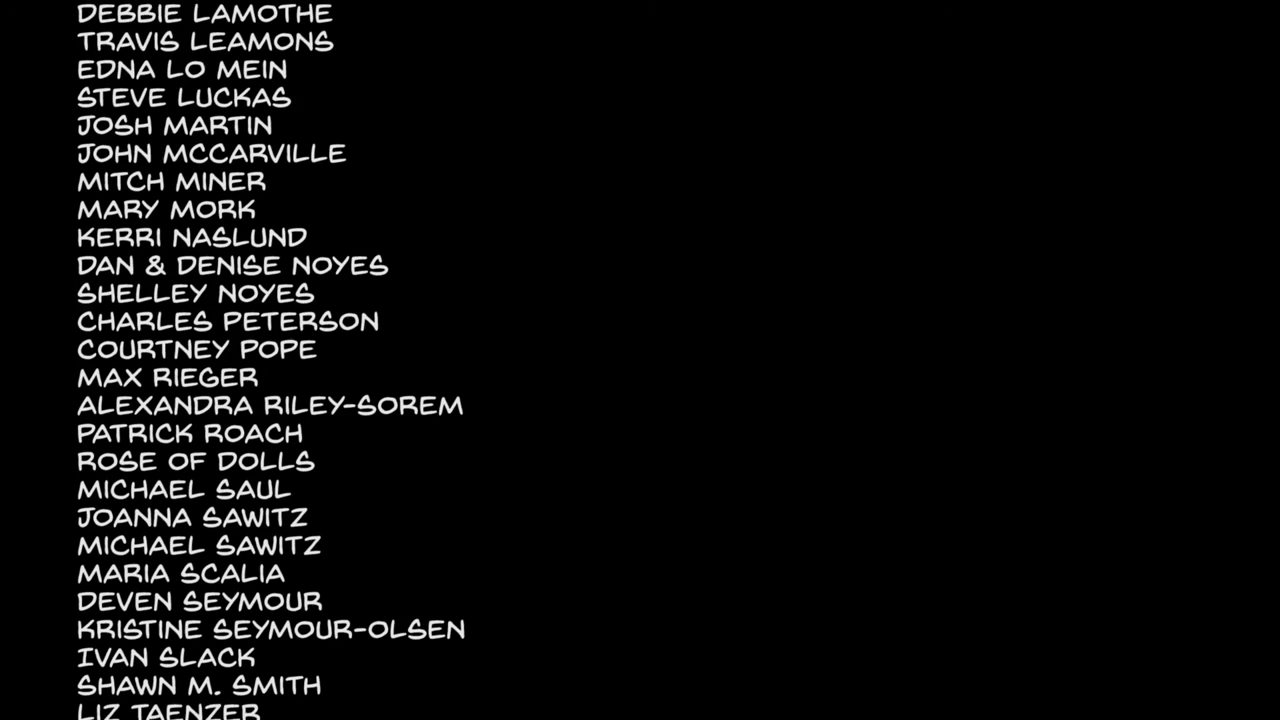 DEBBIE LAMOTHE
TRAVIS LEAMONS
EDNA LO MEIN
STEVE LUCKAS
JOSH MARTIN
JOHN MCCARVILLE
MITCH MINER
MARY MORK
KERRI NASLUND
DAN & DENISE NOYES
SHELLEY NOYES
CHARLES PETERSON
COURTNEY POPE
MAX RIEGER
ALEXANDRA RILEY-SOREM
PATRICK ROACH
ROSE OF DOLLS
MICHAEL SAUL
JOANNA SAWITZ
MICHAEL SAWITZ
MARIA SCALIA
DEVEN SEYMOUR
KRISTINE SEYMOUR-OLSEN
IVAN SLACK
SHAWN M. SMITH
LIZ TAENZER